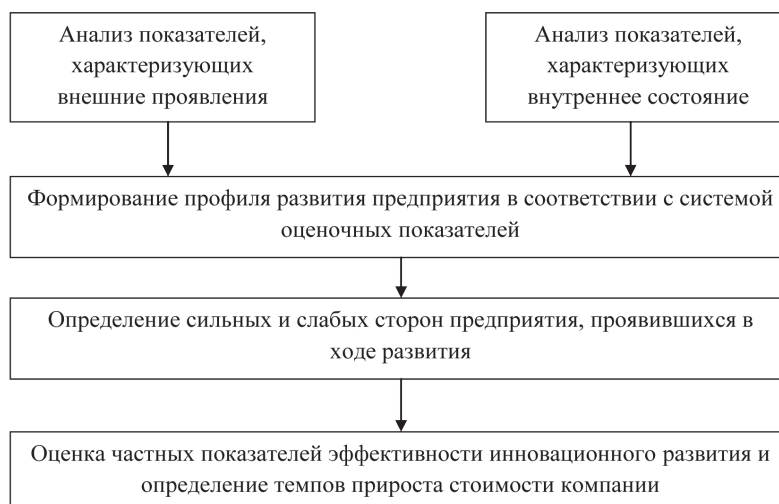 Анализ показателей,
характеризующих
внешние проявления
Анализ показателей,
характеризующих
внутреннее состояние
Формирование профиля развития предприятия в соответствии с системой
оценочных показателей
Определение сильных и слабых сторон предприятия, проявившихся в
ходе развития
Оценка частных показателей эффективности инновационного развития и
определение темпов прироста стоимости компании